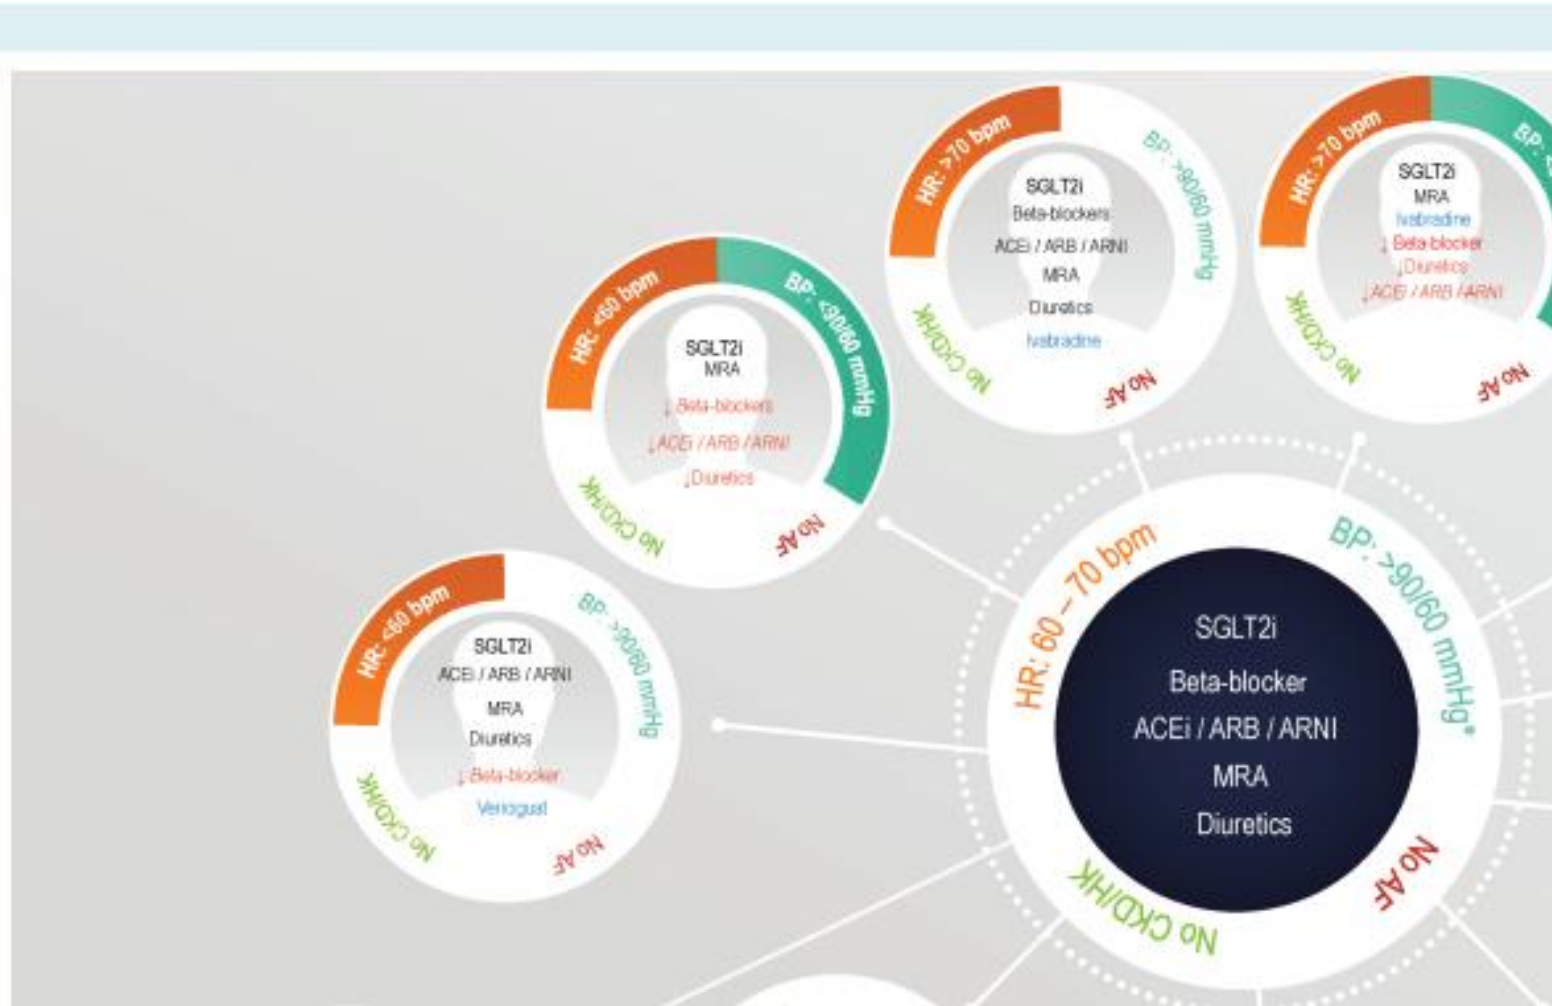 HR: >70 bpm
BP: >90/60 mmHg
SGLT2i
Beta-blockers
ACEi / ARB / ARNI
MRA
Diuretics
Ivabradine
No CKD/HK
No AF
HR: >70 bpm
BP:
SGLT2i
MRA
Ivabradine
↓ Beta-blocker
↓Diuretics
↓ACEi / ARB / ARNI
No CKD/HK
No AF
HR: <60 bpm
BP: <90/60 mmHg
SGLT2i
MRA
↓ Beta-blockers
↓ACEi / ARB / ARNI
↓Diuretics
No CKD/HK
No AF
HR: <60 bpm
BP: >90/60 mmHg
SGLT2i
ACEi / ARB / ARNI
MRA
Diuretics
↓ Beta-blocker
Vericiguat
No CKD/HK
No AF
HR: 60 – 70 bpm
BP: >90/60 mmHg*
SGLT2i
Beta-blocker
ACEi / ARB / ARNI
MRA
Diuretics
No CKD/HK
No AF